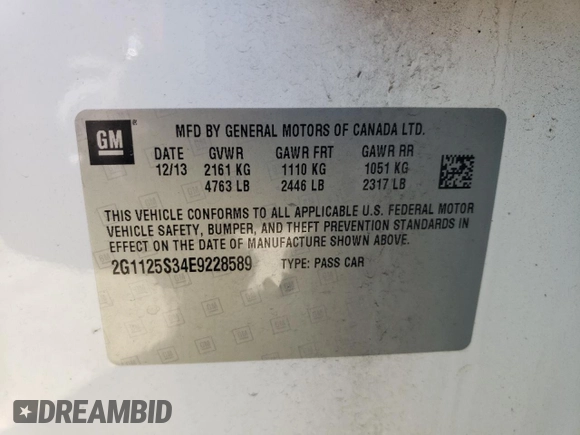 GM ® MFD BY GENERAL MOTORS OF CANADA LTD.
DATE GVWR GAWR FRT GAWR RR
12/13 2161 KG 1110 KG 1051 KG
4763 LB 2446 LB 2317 LB
THIS VEHICLE CONFORMS TO ALL APPLICABLE U.S. FEDERAL MOTOR
VEHICLE SAFETY, BUMPER, AND THEFT PREVENTION STANDARDS IN
EFFECT ON THE DATE OF MANUFACTURE SHOWN ABOVE.
2G1125S34E9228589 TYPE: PASS CAR
DREAMBID